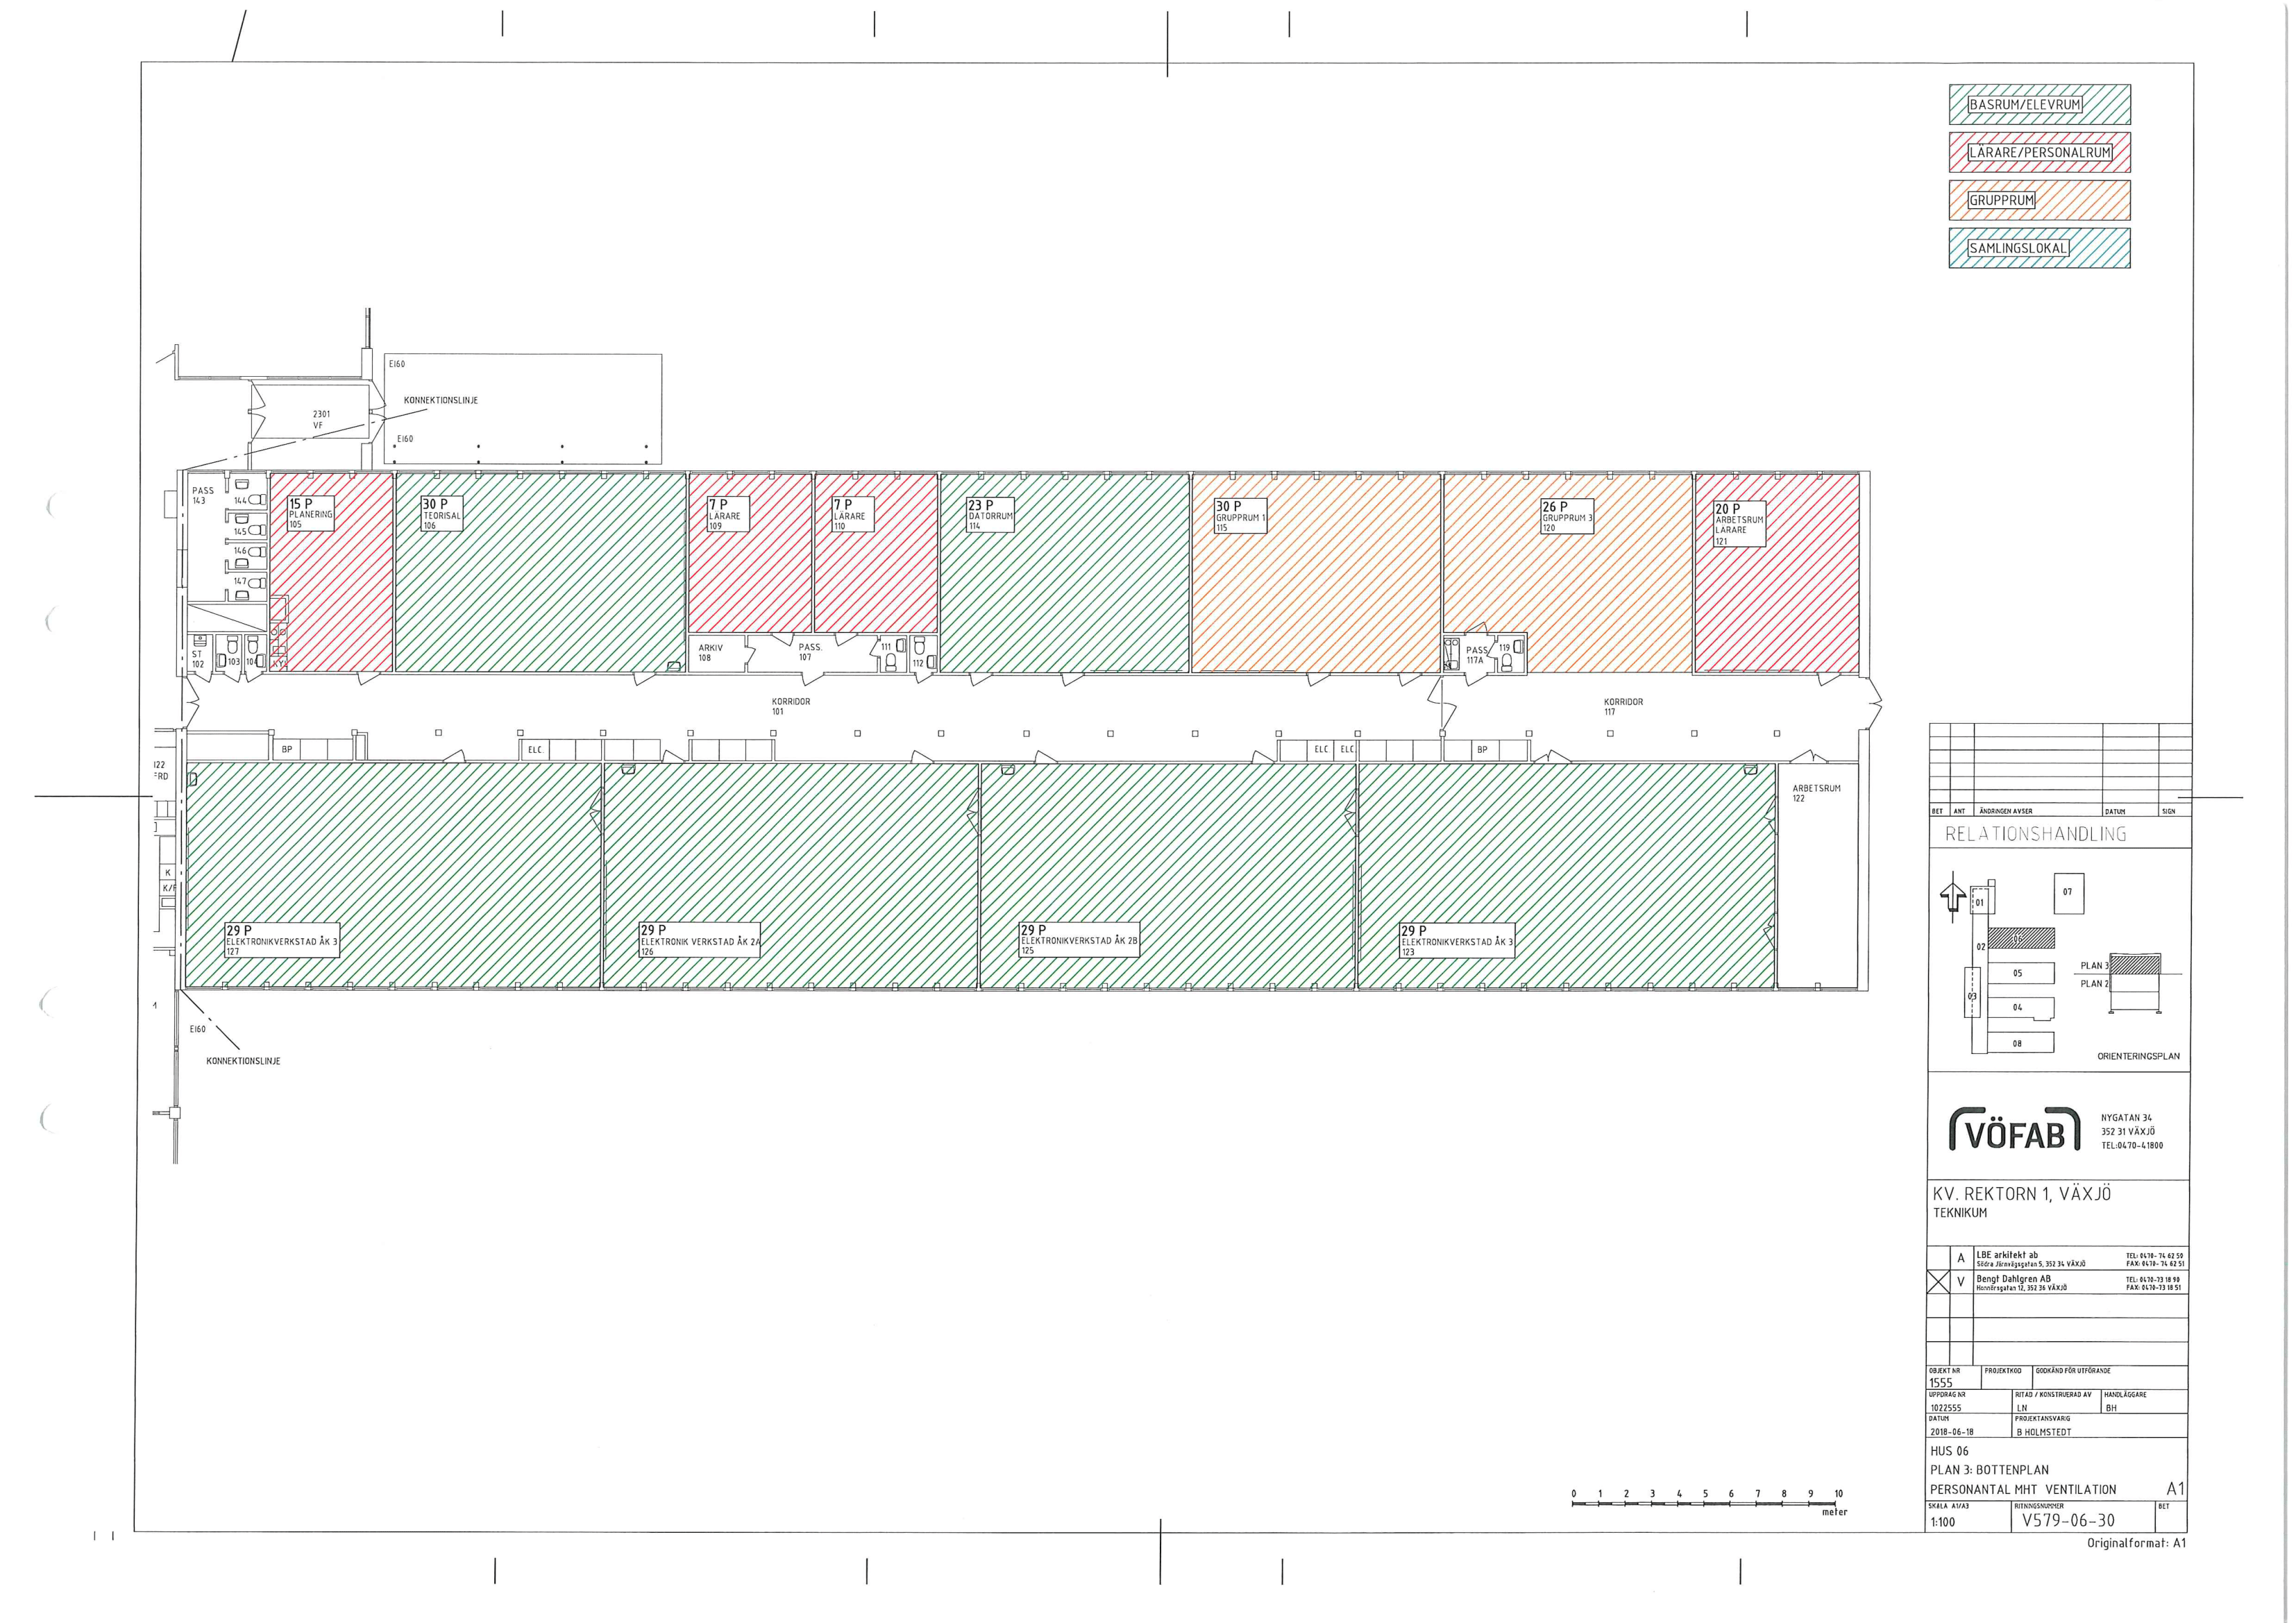 BASRUM/ELEVRUM
LÄRARE/PERSONALRUM
GRUPPRUM
SAMLINGSLOKAL
EI60
KONNEKTIONSLINJE
2301
VF
EI60
PASS
143
144
145
146
147
15 P
PLANERING
105
30 P
TEORISAL
106
7 P
LÄRARE
109
7 P
LÄRARE
110
23 P
DATORRUM
114
30 P
GRUPPRUM 1
115
26 P
GRUPPRUM 3
120
20 P
ARBETSRUM
LÄRARE
121
ST
102
103
104
ARKIV
108
PASS.
107
111
112
PASS
117A
119
KORRIDOR
101
KORRIDOR
117
BP
ELC.
ELC
ELC
BP
FRD
K
ARBETSRUM
122
29 P
ELEKTRONIKVERKSTAD ÅK 3
127
29 P
ELEKTRONIK VERKSTAD ÅK 2A
126
29 P
ELEKTRONIKVERKSTAD ÅK 2B
125
29 P
ELEKTRONIKVERKSTAD ÅK 3
123
EI60
KONNEKTIONSLINJE
BET ANT ÄNDRINGEN AVSER DATUM SIGN
RELATIONSHANDLING
01
07
06
02
05
03
04
08
PLAN 3
PLAN 2
ORIENTERINGSPLAN
VÖFAB
NYGATAN 34
352 31 VÄXJÖ
TEL:0470-41800
KV. REKTORN 1, VÄXJÖ
TEKNIKUM
A LBE arkitekt ab TEL: 0470- 74 62 50
Södra Järnvägsgatan 5, 352 34 VÄXJÖ FAX: 0470- 74 62 51
V Bengt Dahlgren AB TEL: 0470-73 18 90
Honnörsgatan 12, 352 36 VÄXJÖ FAX: 0470-73 18 51
OBJEKT NR PROJEKTKOD GODKÄND FÖR UTFÖRANDE
1555
UPPDRAG NR RITAD / KONSTRUERAD AV HANDLÄGGARE
1022555 LN BH
DATUM PROJEKTANSVARIG
2018-06-18 B HOLMSTEDT
HUS 06
PLAN 3: BOTTENPLAN
PERSONANTAL MHT VENTILATION A1
SKALA A1/A3 RITNINGSNUMMER BET
1:100 V579-06-30
Originalformat: A1
0 1 2 3 4 5 6 7 8 9 10
meter